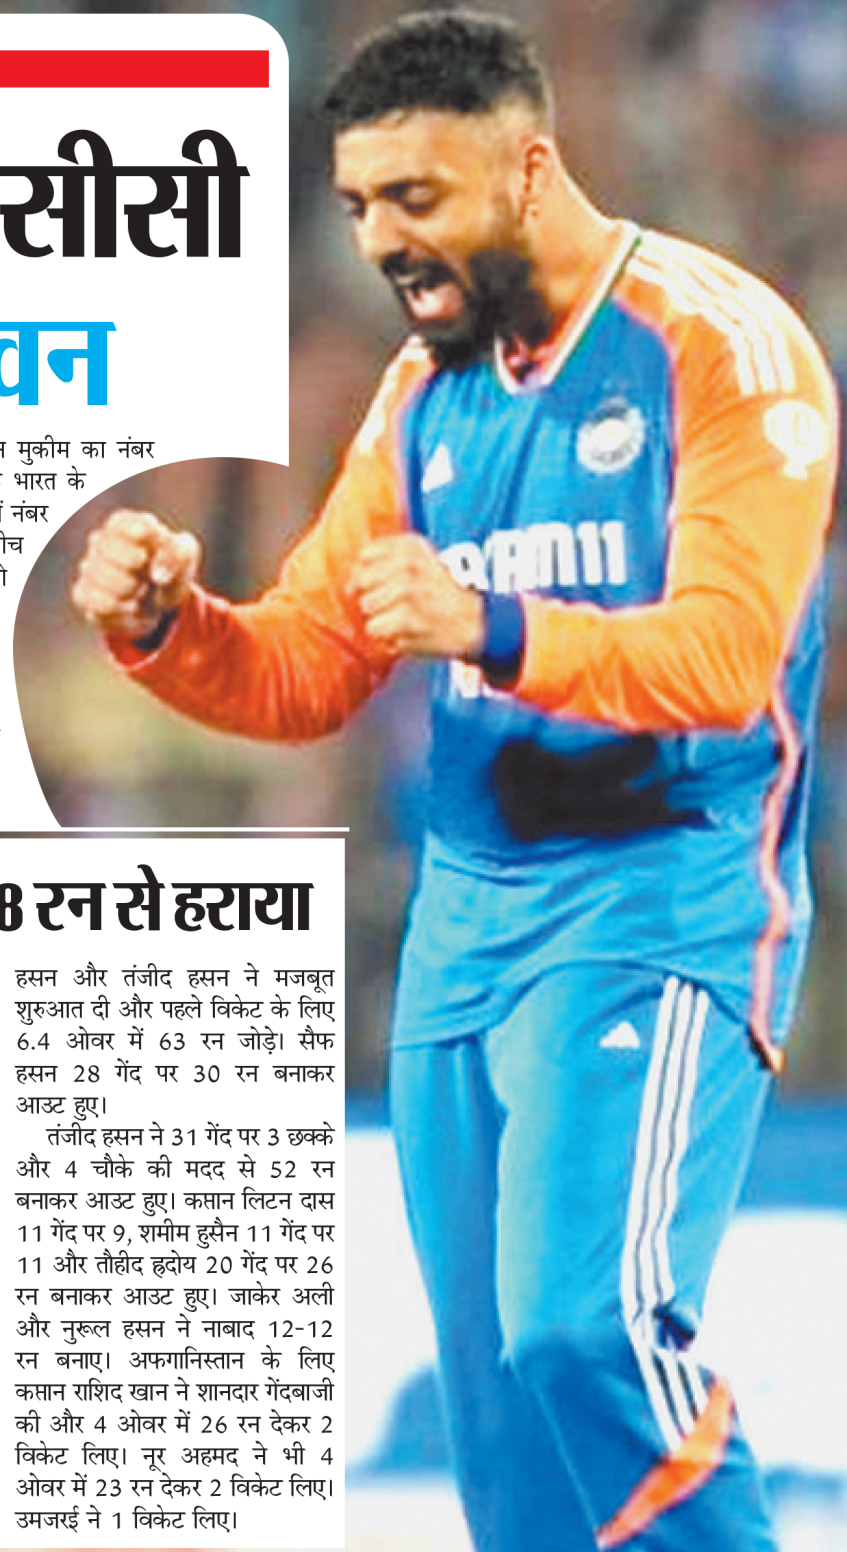 सीसी
वन
मुकीम का नंबर
भारत के
नंबर
8 रन से हराया
हसन और तंजीद हसन ने मजबूत
शुरुआत दी और पहले विकेट के लिए
6.4 ओवर में 63 रन जोड़े। सैफ
हसन 28 गेंद पर 30 रन बनाकर
आउट हुए।
तंजीद हसन ने 31 गेंद पर 3 छक्के
और 4 चौके की मदद से 52 रन
बनाकर आउट हुए। कप्तान लिटन दास
11 गेंद पर 9, शमीम हुसैन 11 गेंद पर
11 और तौहीद ह्रदोय 20 गेंद पर 26
रन बनाकर आउट हुए। जाकेर अली
और नुरूल हसन ने नाबाद 12-12
रन बनाए। अफगानिस्तान के लिए
कप्तान राशिद खान ने शानदार गेंदबाजी
की और 4 ओवर में 26 रन देकर 2
विकेट लिए। नूर अहमद ने भी 4
ओवर में 23 रन देकर 2 विकेट लिए।
उमजरई ने 1 विकेट लिए।